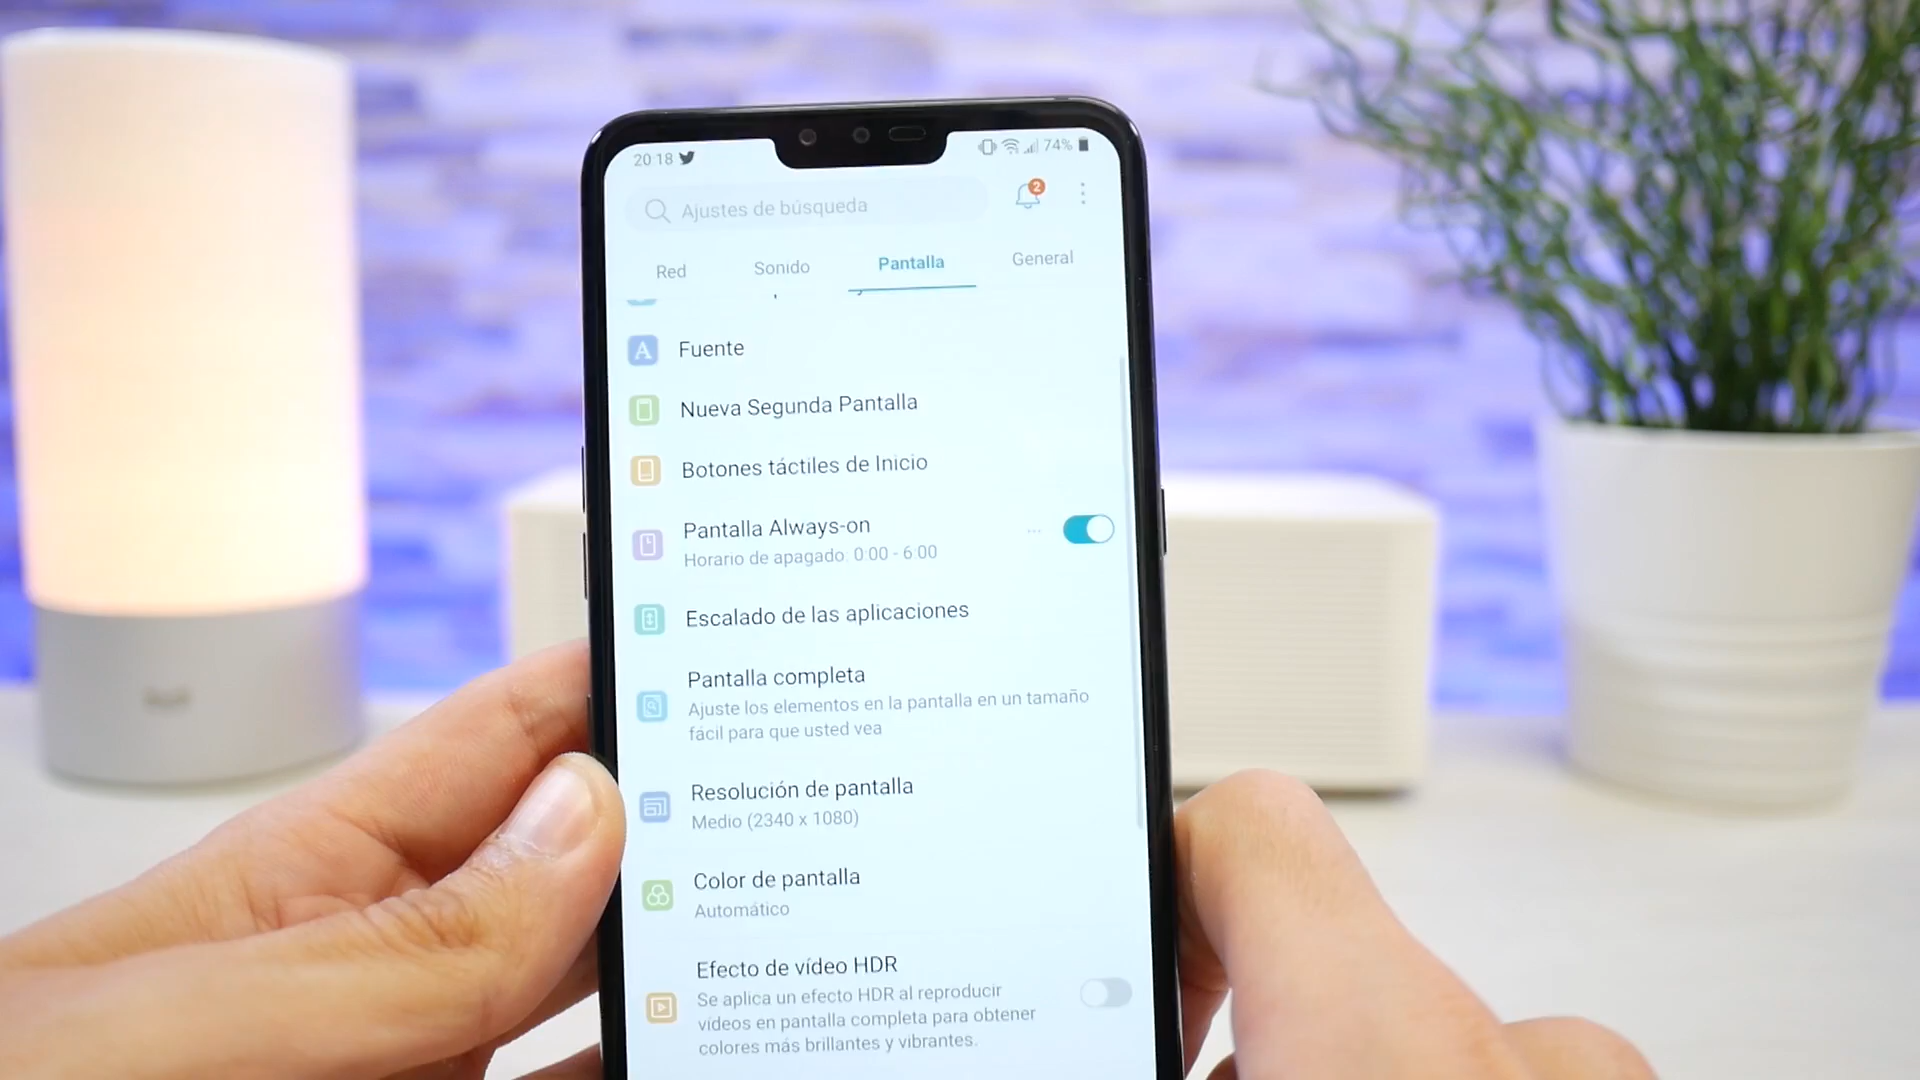 20:18
74%
Ajustes de búsqueda
2
Red
Sonido
Pantalla
General
Fuente
Nueva Segunda Pantalla
Botones táctiles de Inicio
Pantalla Always-on
Horario de apagado: 0:00 - 6:00
Escalado de las aplicaciones
Pantalla completa
Ajuste los elementos en la pantalla en un tamaño
fácil para que usted vea
Resolución de pantalla
Medio (2340 x 1080)
Color de pantalla
Automático
Efecto de vídeo HDR
Se aplica un efecto HDR al reproducir
vídeos en pantalla completa para obtener
colores más brillantes y vibrantes.